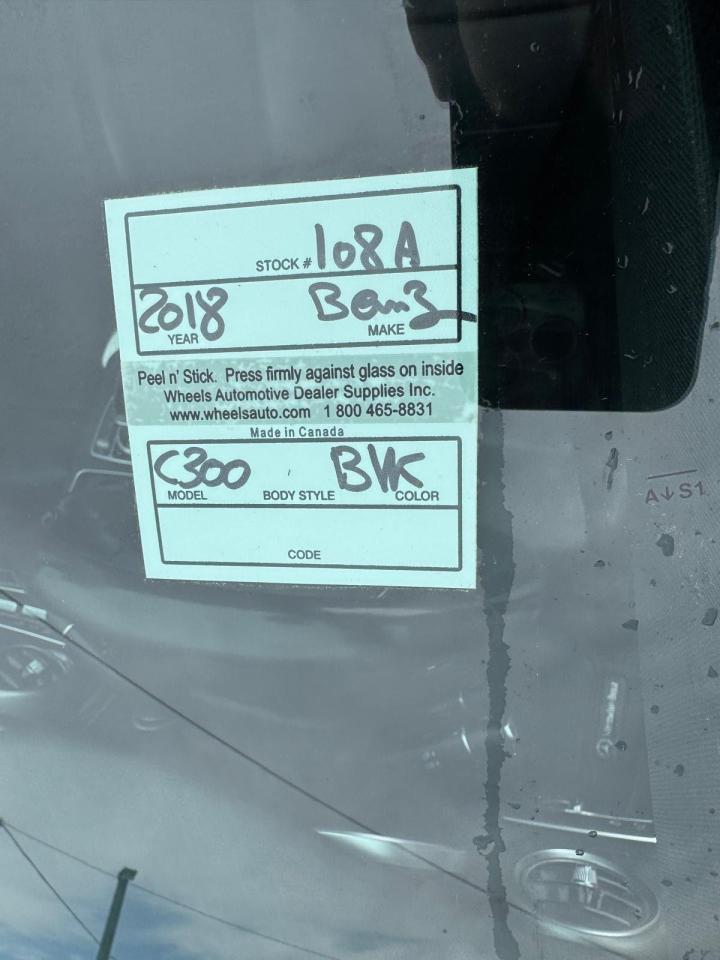 STOCK # 108A
2018 Benz
YEAR MAKE
Peel n' Stick. Press firmly against glass on inside
Wheels Automotive Dealer Supplies Inc.
www.wheelsauto.com 1 800 465-8831
Made in Canada
C300 Blk
MODEL BODY STYLE COLOR
CODE
A↓S1